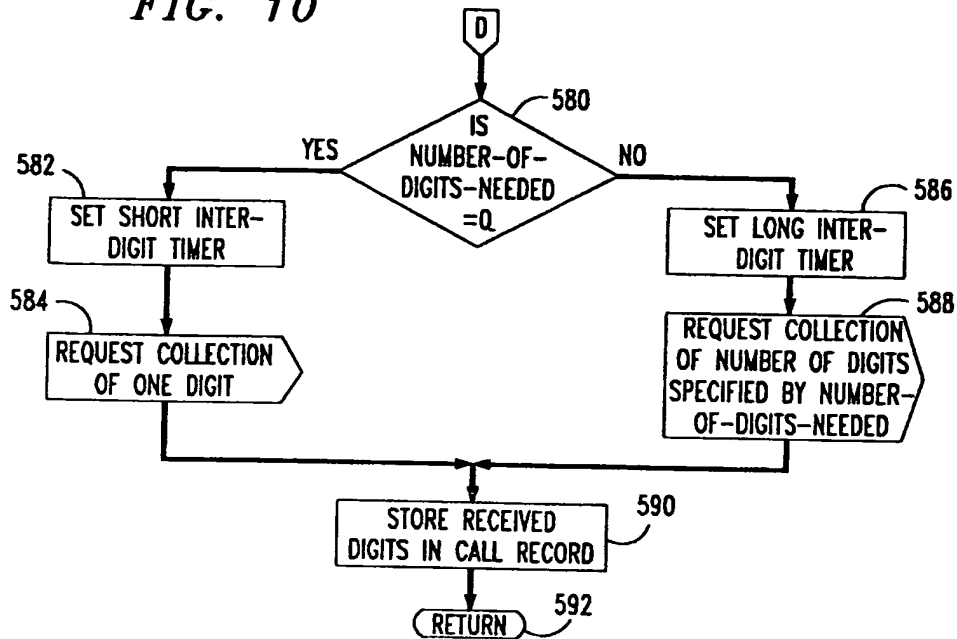 FIG. 10
D
580
IS
NUMBER-OF-
DIGITS-NEEDED
=Q
YES
NO
582
SET SHORT INTER-
DIGIT TIMER
586
SET LONG INTER-
DIGIT TIMER
584
REQUEST COLLECTION
OF ONE DIGIT
588
REQUEST COLLECTION
OF NUMBER OF DIGITS
SPECIFIED BY NUMBER-
OF-DIGITS-NEEDED
590
STORE RECEIVED
DIGITS IN CALL RECORD
RETURN
592